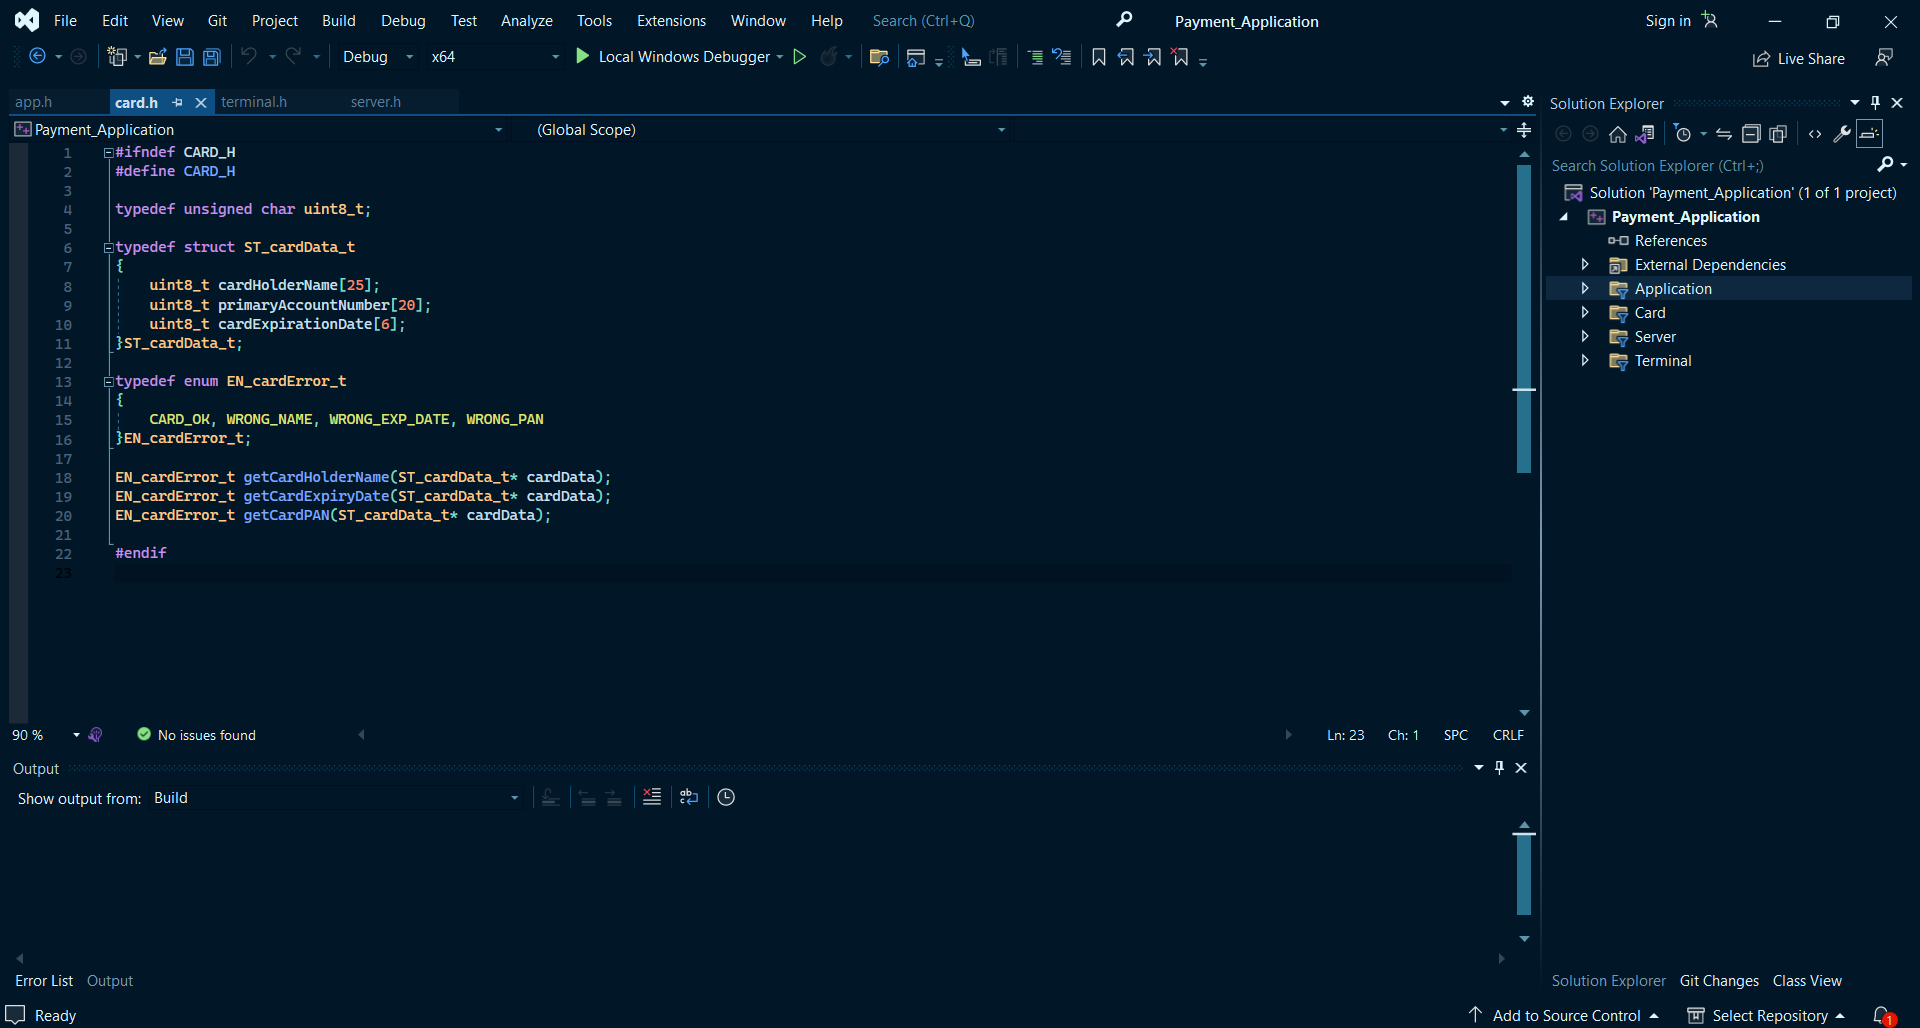 File Edit View Git Project Build Debug Test Analyze Tools Extensions Window Help Search (Ctrl+Q) Payment_Application Sign in
Debug x64 Local Windows Debugger Live Share
app.h card.h terminal.h server.h
Payment_Application (Global Scope)
1 #ifndef CARD_H
2 #define CARD_H
3
4 typedef unsigned char uint8_t;
5
6 typedef struct ST_cardData_t
7 {
8 uint8_t cardHolderName[25];
9 uint8_t primaryAccountNumber[20];
10 uint8_t cardExpirationDate[6];
11 }ST_cardData_t;
12
13 typedef enum EN_cardError_t
14 {
15 CARD_OK, WRONG_NAME, WRONG_EXP_DATE, WRONG_PAN
16 }EN_cardError_t;
17
18 EN_cardError_t getCardHolderName(ST_cardData_t* cardData);
19 EN_cardError_t getCardExpiryDate(ST_cardData_t* cardData);
20 EN_cardError_t getCardPAN(ST_cardData_t* cardData);
21
22 #endif
23
90 % No issues found Ln: 23 Ch: 1 SPC CRLF
Output
Show output from: Build
Error List Output
Solution Explorer
Search Solution Explorer (Ctrl+;)
Solution 'Payment_Application' (1 of 1 project)
Payment_Application
References
External Dependencies
Application
Card
Server
Terminal
Solution Explorer Git Changes Class View
Ready Add to Source Control Select Repository 1